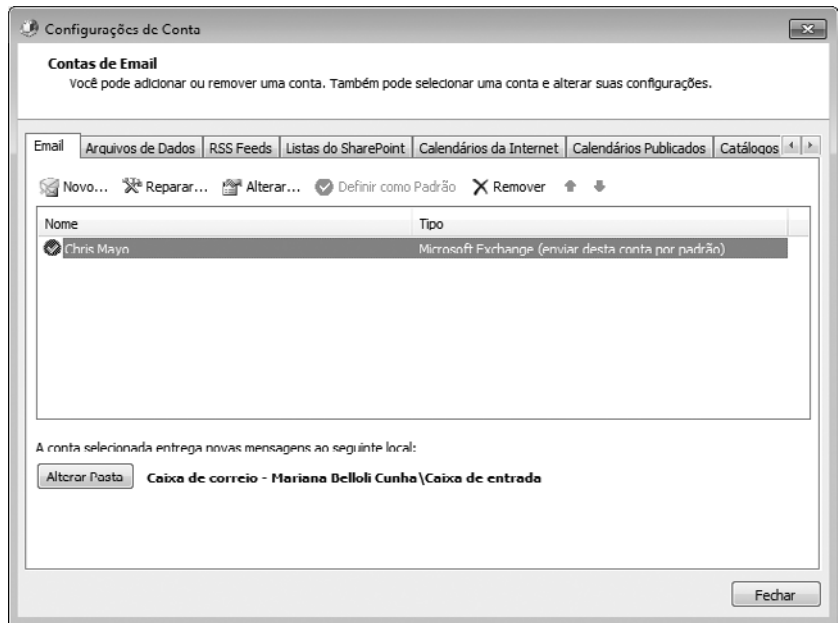 Configurações de Conta
Contas de Email
Você pode adicionar ou remover uma conta. Também pode selecionar uma conta e alterar suas configurações.
Email Arquivos de Dados RSS Feeds Listas do SharePoint Calendários da Internet Calendários Publicados Catálogos
Novo... Reparar... Alterar... Definir como Padrão Remover
Nome Tipo
Chris Mayo Microsoft Exchange (enviar desta conta por padrão)
A conta selecionada entrega novas mensagens ao seguinte local:
Alterar Pasta Caixa de correio - Mariana Belloli Cunha\Caixa de entrada
Fechar